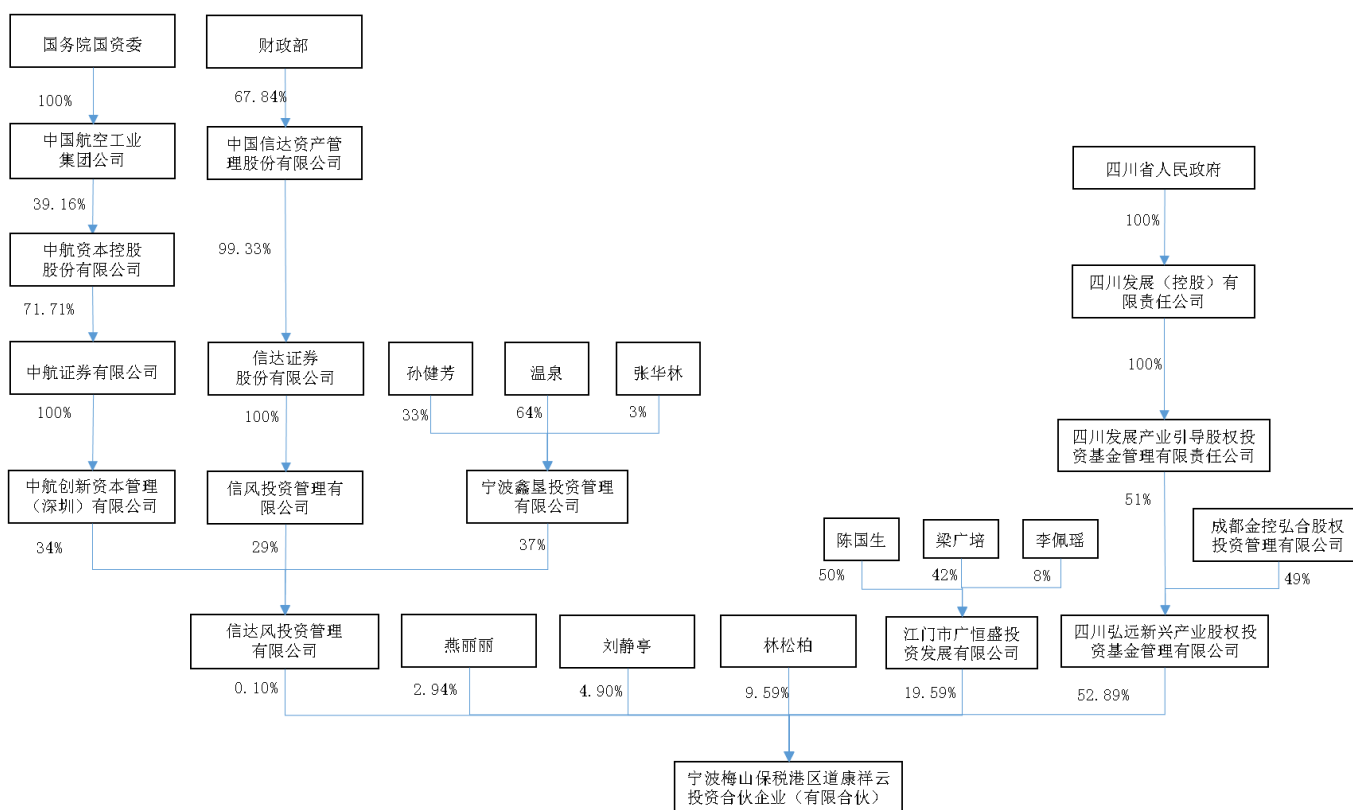 国务院国资委
财政部
100%
67.84%
中国航空工业
集团公司
中国信达资产管
理股份有限公司
四川省人民政府
39.16%
99.33%
100%
中航资本控股
股份有限公司
四川发展（控股）有
限责任公司
71.71%
中航证券有限公司
信达证券
股份有限公司
孙健芳
温泉
张华林
100%
100%
100%
33%
64%
3%
四川发展产业引导股权投
资基金管理有限责任公司
中航创新资本管理
（深圳）有限公司
信风投资管理有
限公司
宁波鑫垦投资管理
有限公司
51%
成都金控弘合股权
投资管理有限公司
34%
29%
37%
陈国生
梁广培
李佩瑶
50%
42%
8%
49%
信达风投资管理
有限公司
燕丽丽
刘静亭
林松柏
江门市广恒盛投
资发展有限公司
四川弘远新兴产业股权投
资基金管理有限公司
0.10%
2.94%
4.90%
9.59%
19.59%
52.89%
宁波梅山保税港区道康祥云
投资合伙企业（有限合伙）